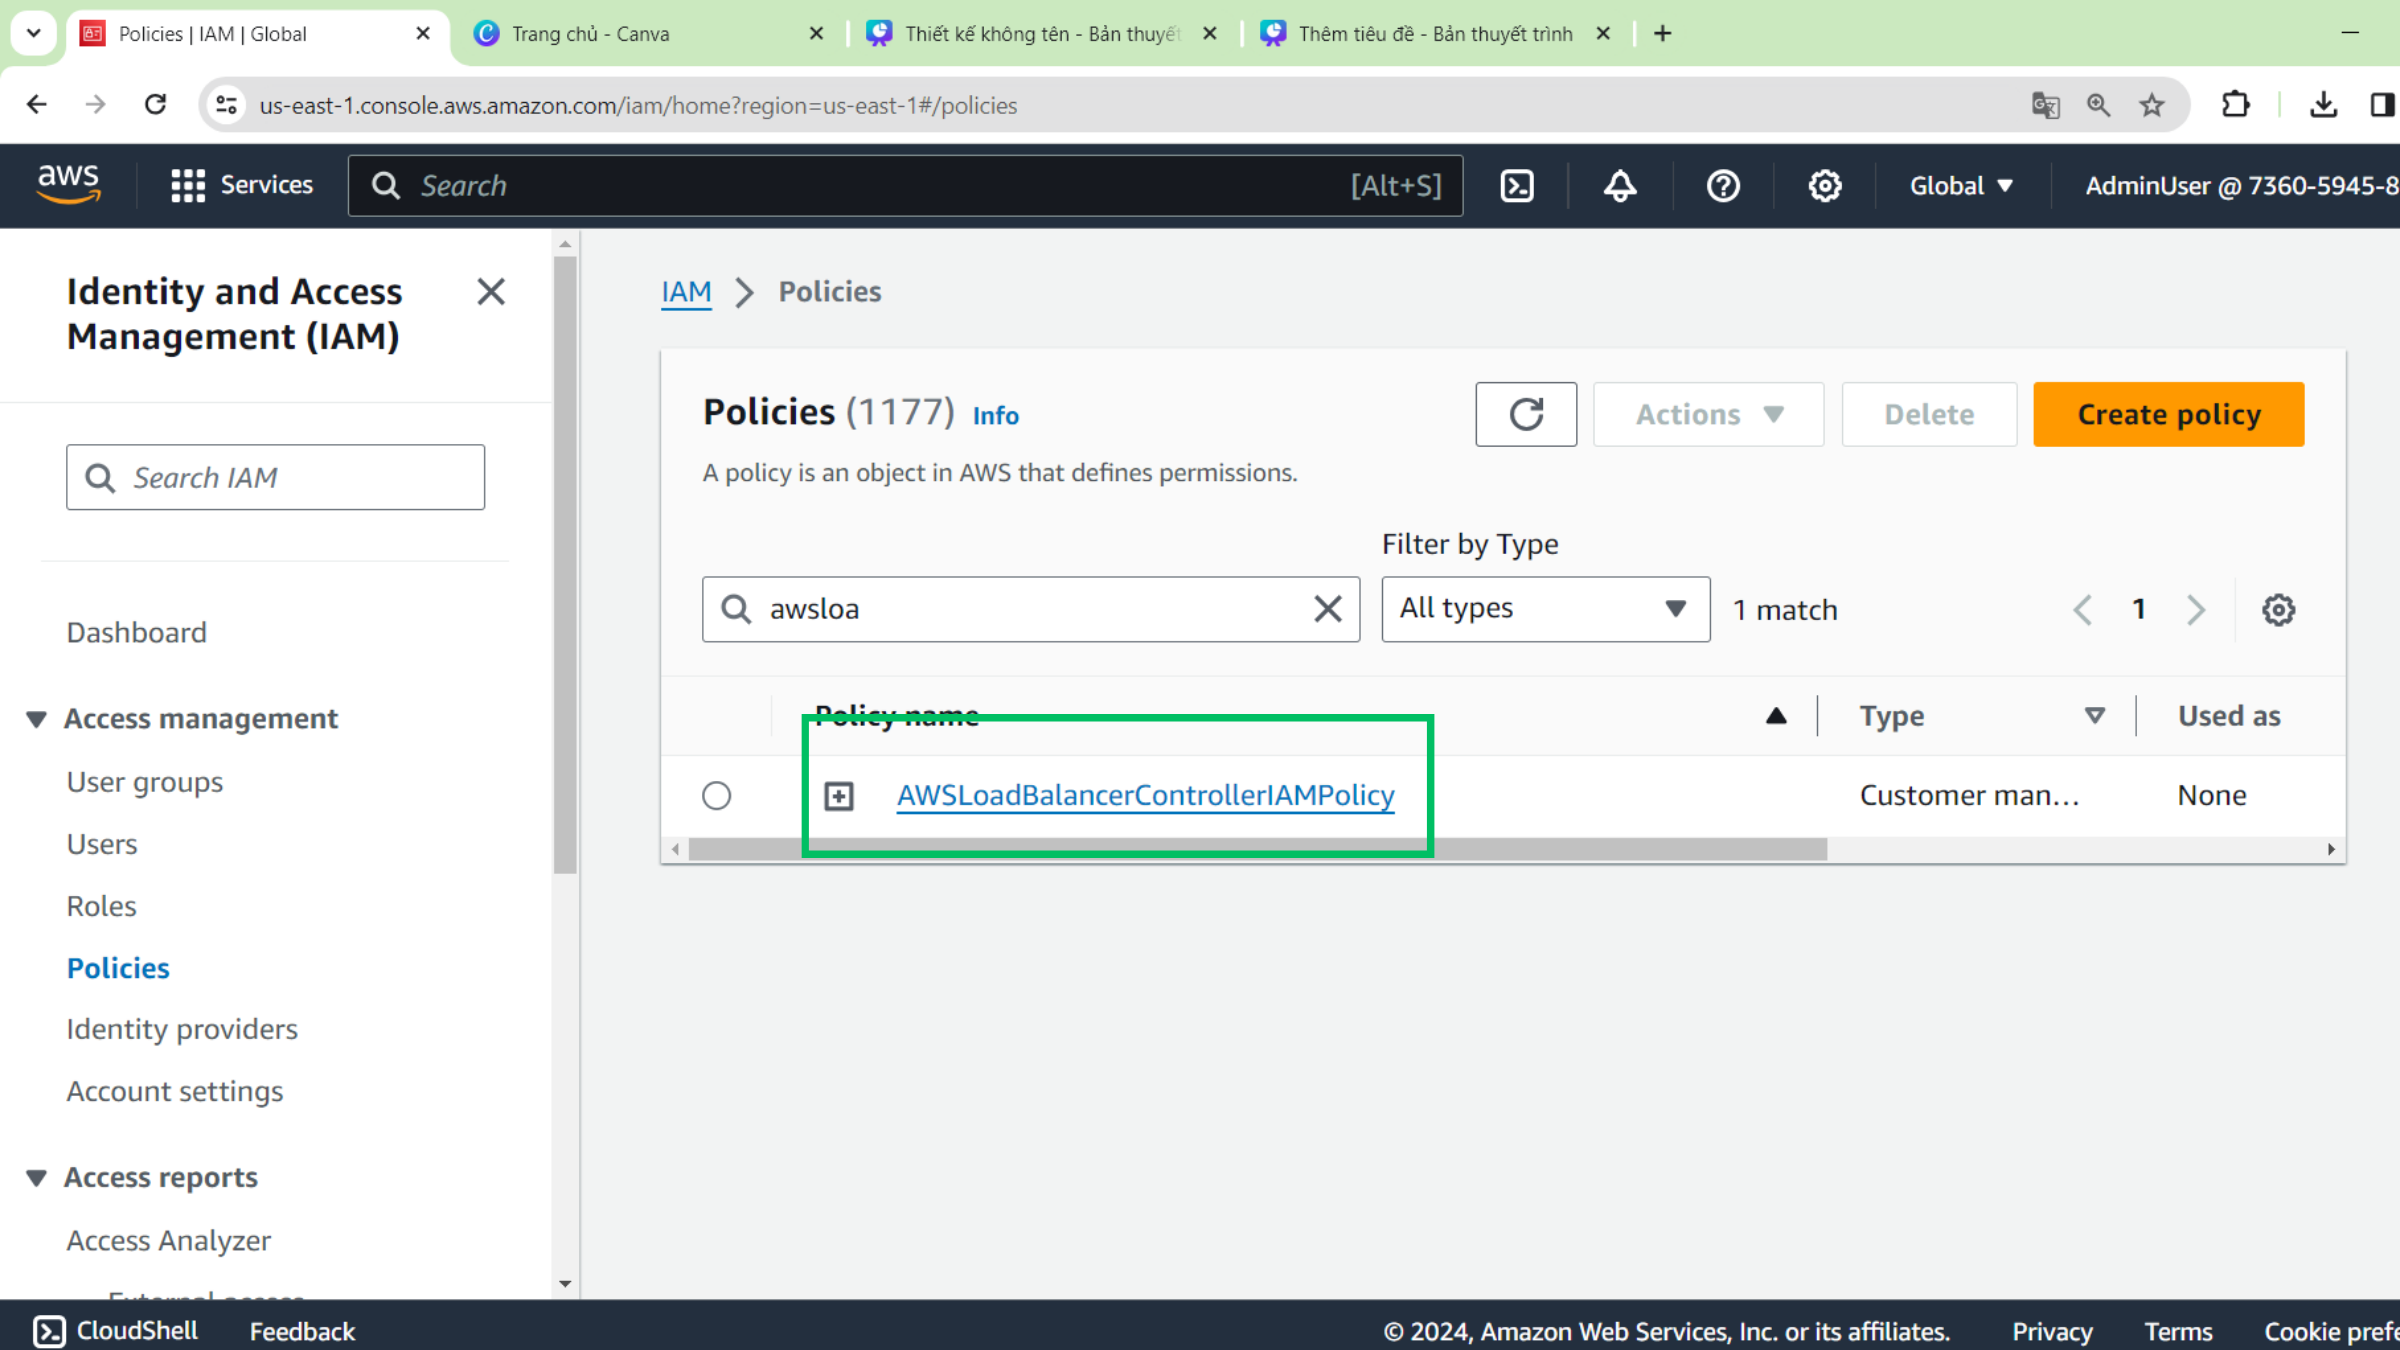 Policies | IAM | Global
Trang chủ - Canva
Thiết kế không tên - Bản thuyết
Thêm tiêu đề - Bản thuyết trình
us-east-1.console.aws.amazon.com/iam/home?region=us-east-1#/policies
aws
Services
Search
[Alt+S]
Global
AdminUser @ 7360-5945-8
Identity and Access
Management (IAM)
Search IAM
Dashboard
Access management
User groups
Users
Roles
Policies
Identity providers
Account settings
Access reports
Access Analyzer
External access
IAM
Policies
Policies (1177) Info
Actions
Delete
Create policy
A policy is an object in AWS that defines permissions.
Filter by Type
awsloa
All types
1 match
1
Policy name
Type
Used as
AWSLoadBalancerControllerIAMPolicy
Customer man...
None
CloudShell
Feedback
© 2024, Amazon Web Services, Inc. or its affiliates.
Privacy
Terms
Cookie prefe